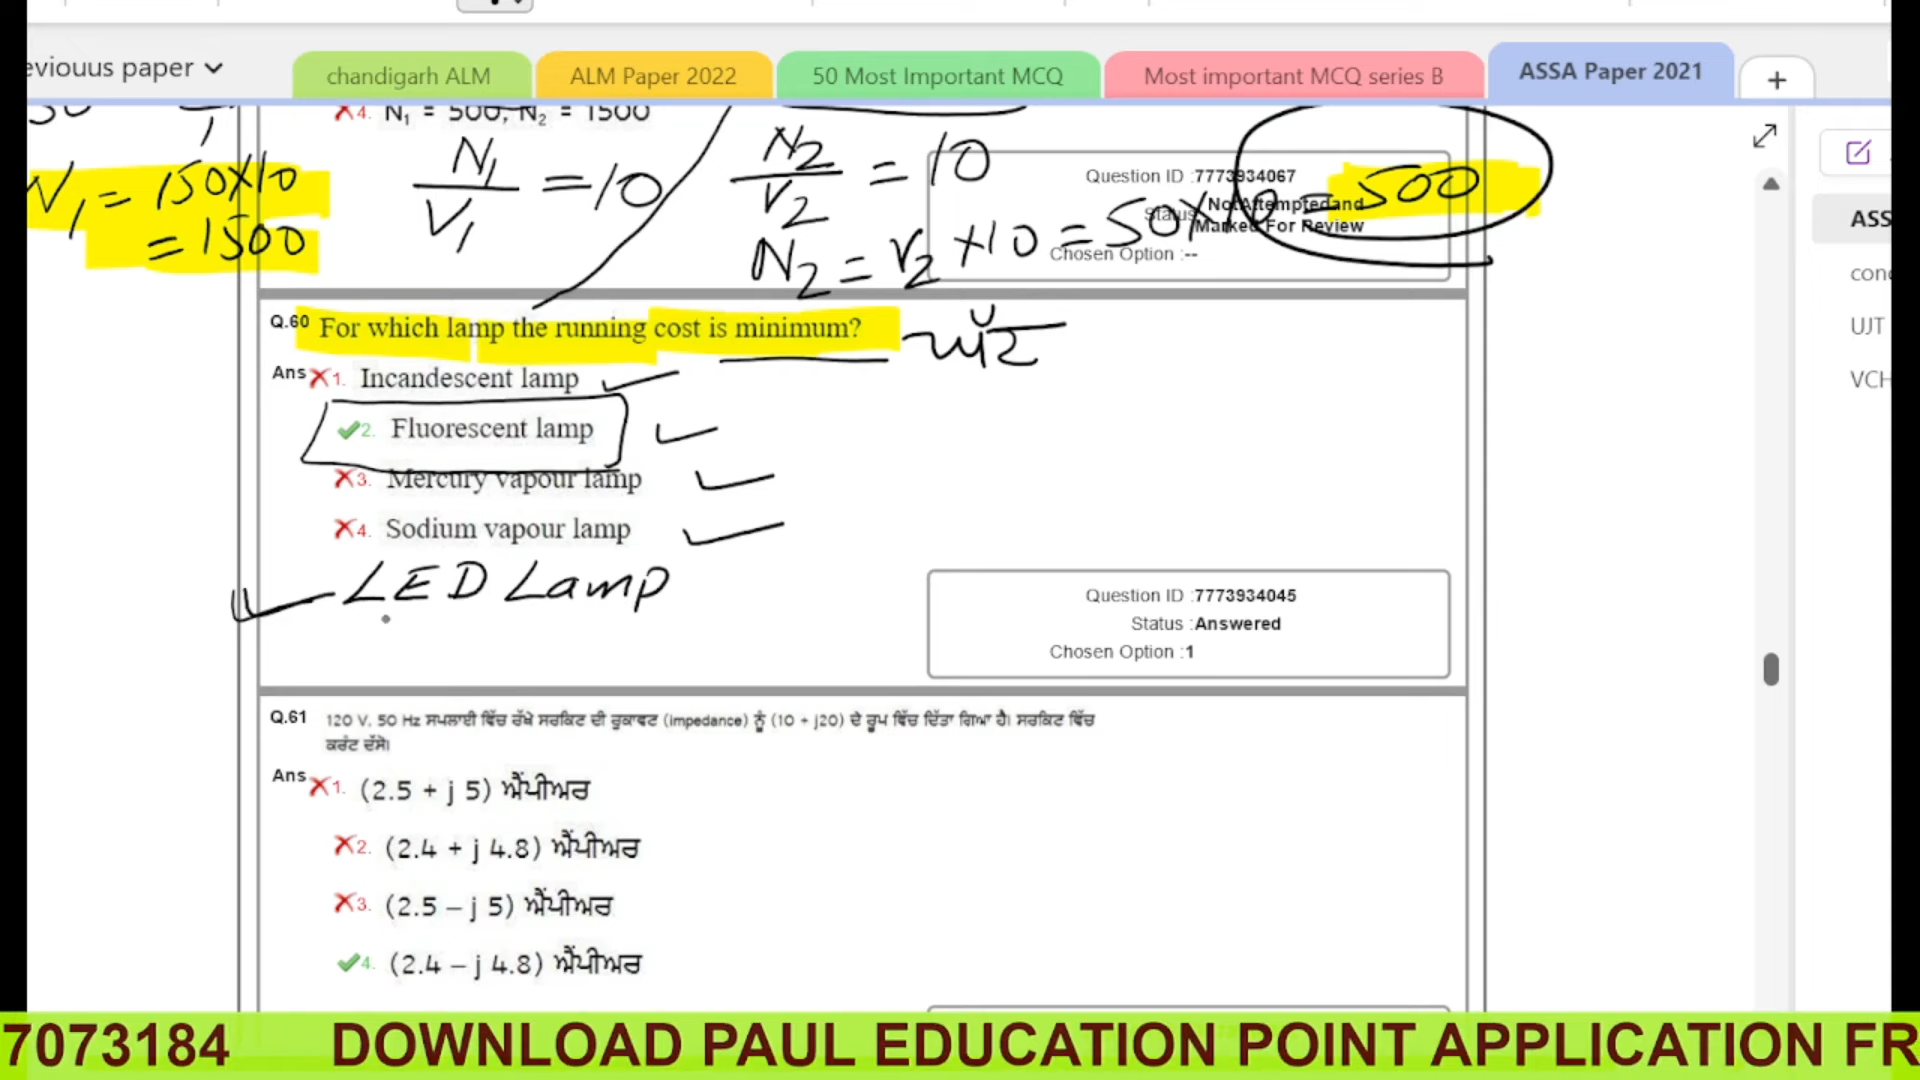 eviouus paper
chandigarh ALM
ALM Paper 2022
50 Most Important MCQ
Most important MCQ series B
ASSA Paper 2021
+
4. N₁ = 500, N₂ = 1500
V₁ = 150×10
= 1500
N₁/V₁ = 10
N₂/V₂ = 10
N₂ = V₂ ×10 = 50×10 = 500
Question ID :7773934067
Status : Not Attempted and
Marked For Review
Chosen Option :--
Q.60 For which lamp the running cost is minimum? ਘੱਟ
Ans 1. Incandescent lamp
2. Fluorescent lamp
3. Mercury vapour lamp
4. Sodium vapour lamp
LED Lamp
Question ID :7773934045
Status :Answered
Chosen Option :1
Q.61 120 V, 50 Hz ਸਪਲਾਈ ਵਿੱਚ ਰੱਖੇ ਸਰਕਿਟ ਦੀ ਰੁਕਾਵਟ (impedance) ਨੂੰ (10 + j20) ਦੇ ਰੂਪ ਵਿੱਚ ਦਿੱਤਾ ਗਿਆ ਹੈ। ਸਰਕਿਟ ਵਿੱਚ
ਕਰੰਟ ਦੱਸੋ।
Ans 1. (2.5 + j 5) ਐਂਪੀਅਰ
2. (2.4 + j 4.8) ਐਂਪੀਅਰ
3. (2.5 – j 5) ਐਂਪੀਅਰ
4. (2.4 – j 4.8) ਐਂਪੀਅਰ
ASS
con
UJT
VCH
7073184 DOWNLOAD PAUL EDUCATION POINT APPLICATION FR